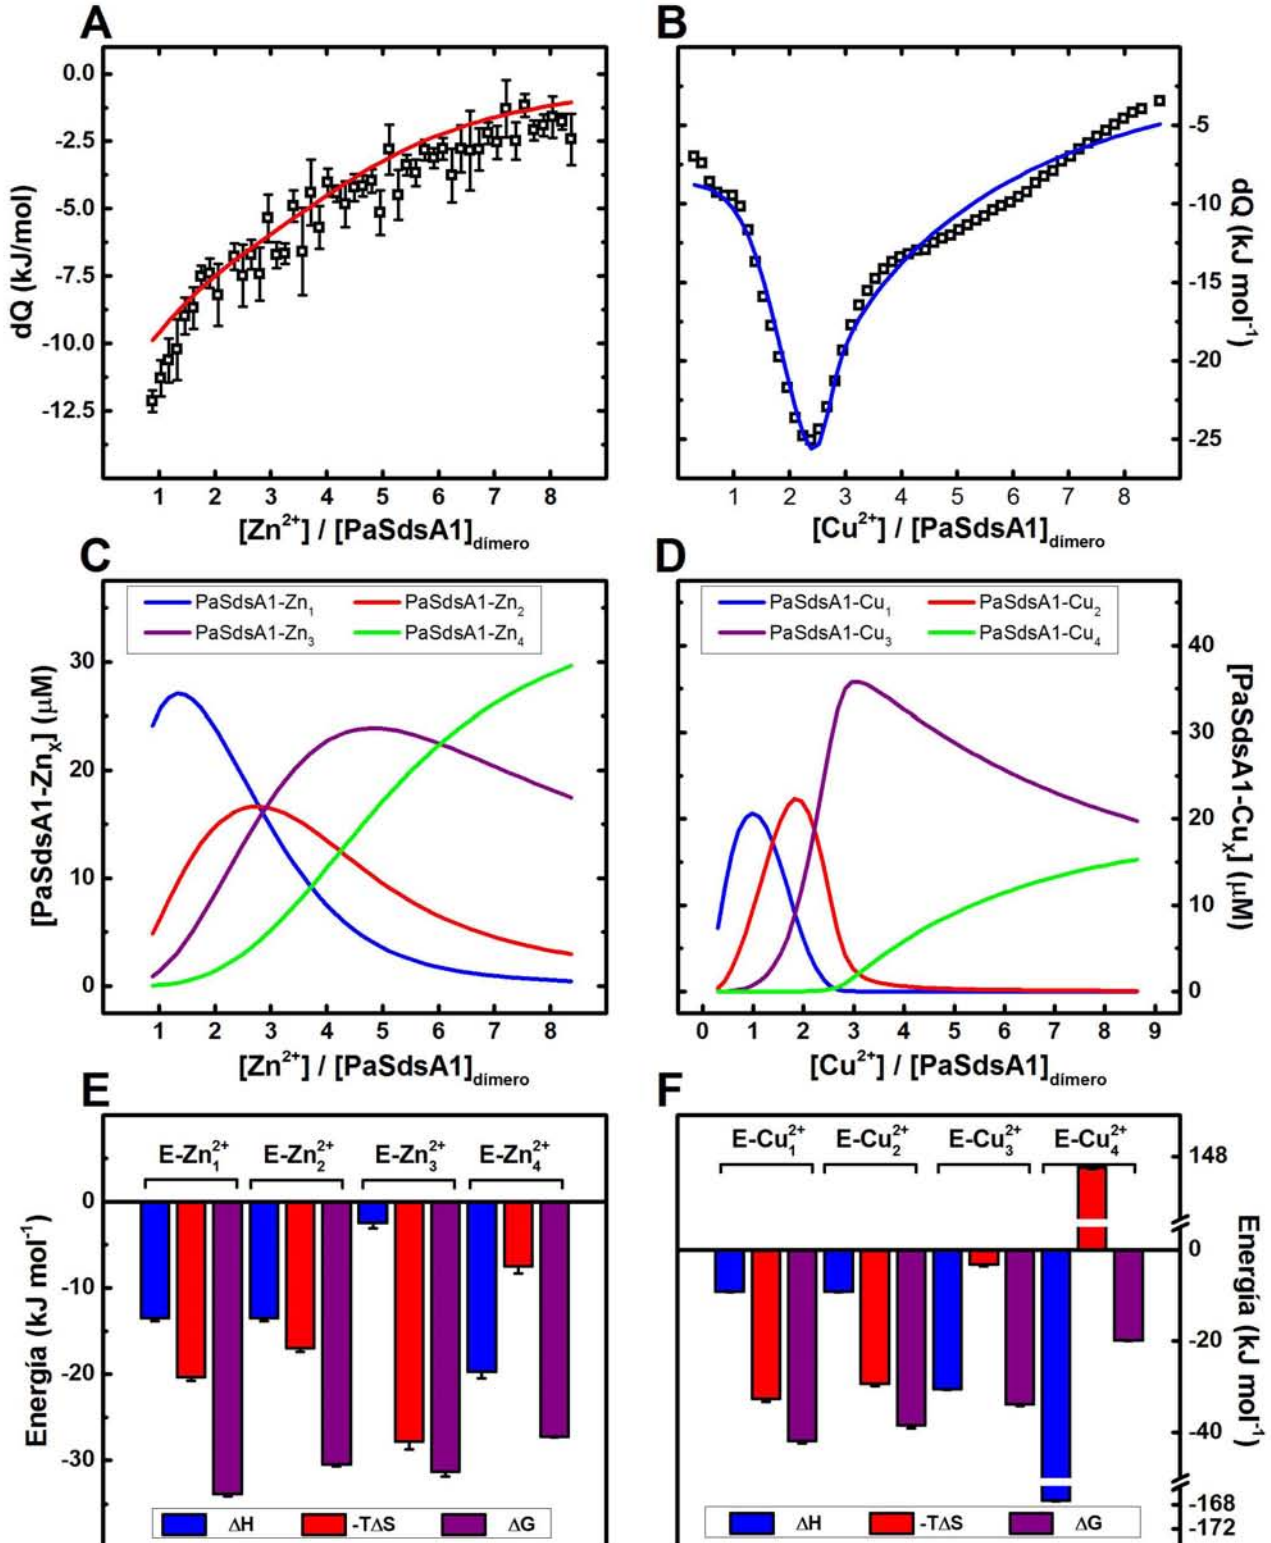 A
0.0
-2.5
-5.0
-7.5
-10.0
-12.5
dQ (kJ/mol)
1 2 3 4 5 6 7 8
[Zn²⁺] / [PaSdsA1]dímero
B
-5
-10
-15
-20
-25
dQ (kJ mol⁻¹)
1 2 3 4 5 6 7 8
[Cu²⁺] / [PaSdsA1]dímero
C
PaSdsA1-Zn₁ PaSdsA1-Zn₂
PaSdsA1-Zn₃ PaSdsA1-Zn₄
30
20
10
0
[PaSdsA1-Znₓ] (µM)
1 2 3 4 5 6 7 8
[Zn²⁺] / [PaSdsA1]dímero
D
PaSdsA1-Cu₁ PaSdsA1-Cu₂
PaSdsA1-Cu₃ PaSdsA1-Cu₄
40
30
20
10
0
[PaSdsA1-Cuₓ] (µM)
0 1 2 3 4 5 6 7 8 9
[Cu²⁺] / [PaSdsA1]dímero
E
E-Zn₁²⁺ E-Zn₂²⁺ E-Zn₃²⁺ E-Zn₄²⁺
0
-10
-20
-30
Energía (kJ mol⁻¹)
ΔH -TΔS ΔG
F
E-Cu₁²⁺ E-Cu₂²⁺ E-Cu₃²⁺ E-Cu₄²⁺
148
0
-20
-40
-168
-172
Energía (kJ mol⁻¹)
ΔH -TΔS ΔG